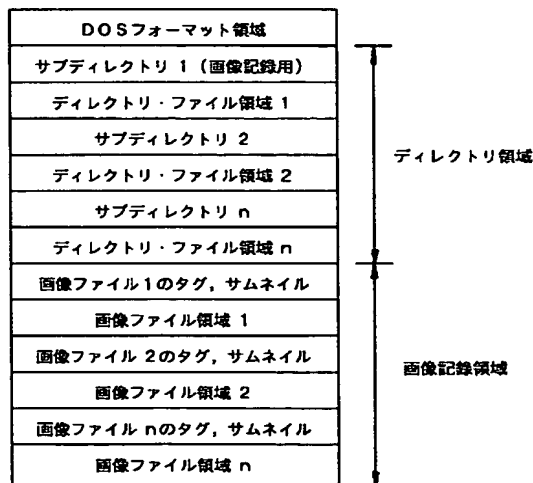 DOSフォーマット領域
サブディレクトリ 1 (画像記録用)
ディレクトリ・ファイル領域 1
サブディレクトリ 2
ディレクトリ・ファイル領域 2
サブディレクトリ n
ディレクトリ・ファイル領域 n
画像ファイル1のタグ, サムネイル
画像ファイル領域 1
画像ファイル 2のタグ, サムネイル
画像ファイル領域 2
画像ファイル nのタグ, サムネイル
画像ファイル領域 n
ディレクトリ領域
画像記録領域